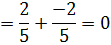 = 2/5 + -2/5 = 0